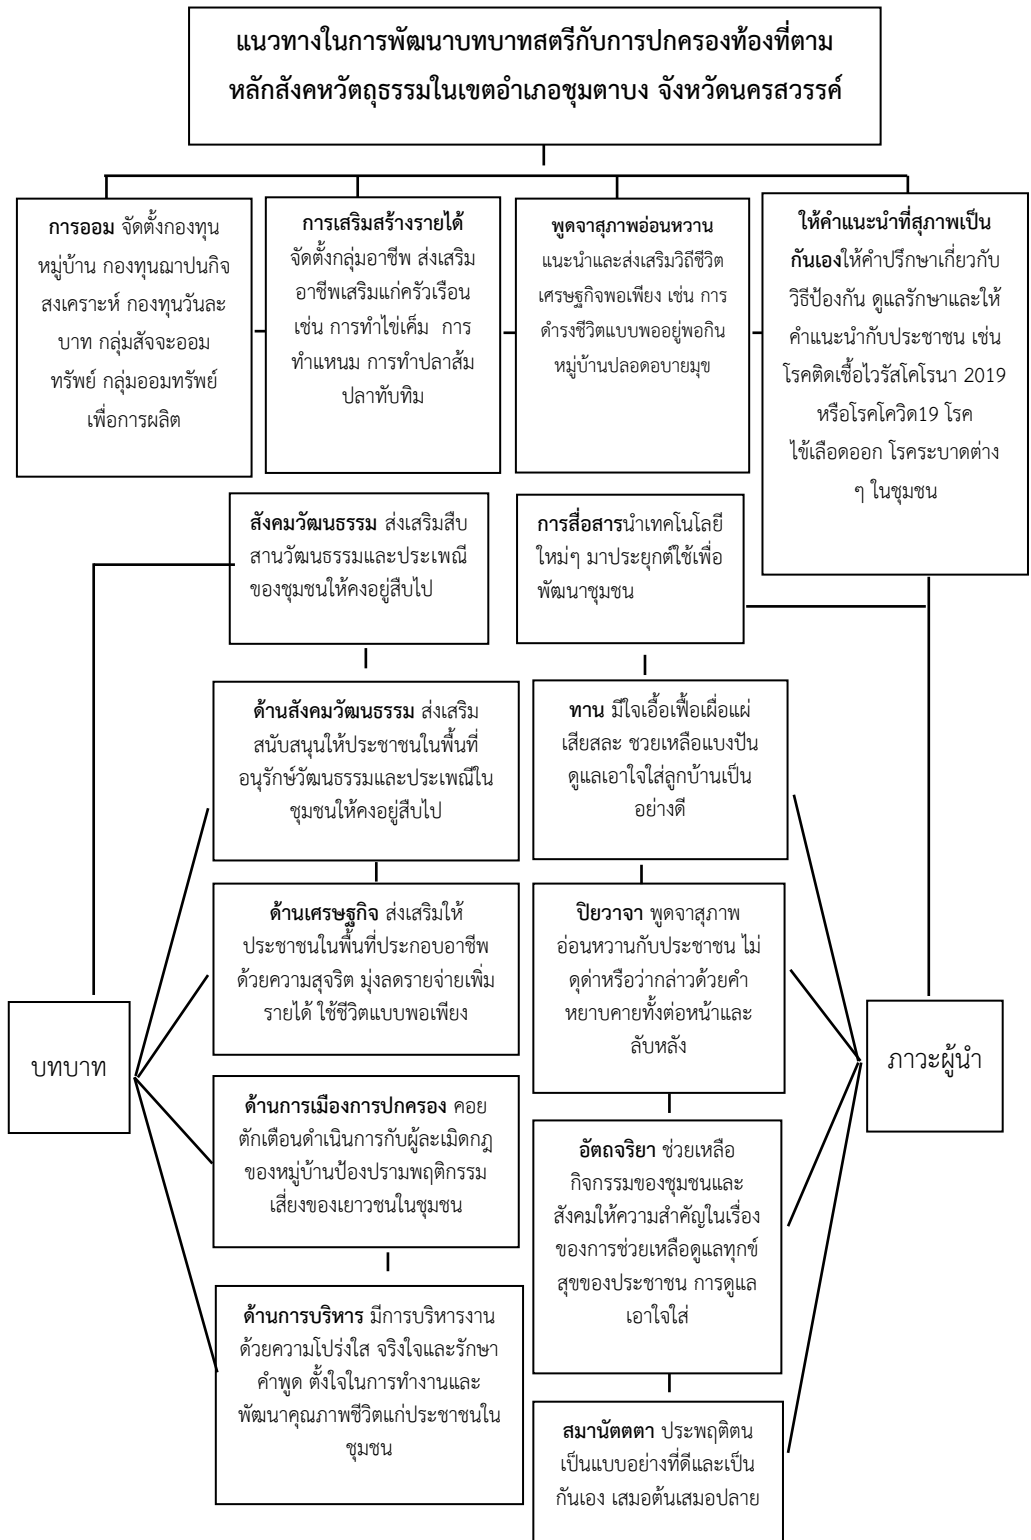 แนวทางในการพัฒนาบทบาทสตรีกับการปกครองท้องที่ตาม
หลักสังคหวัตถุธรรมในเขตอำเภอชุมตาบง จังหวัดนครสวรรค์
การออม จัดตั้งกองทุน
หมู่บ้าน กองทุนฌาปนกิจ
สงเคราะห์ กองทุนวันละ
บาท กลุ่มสัจจะออม
ทรัพย์ กลุ่มออมทรัพย์
เพื่อการผลิต
การเสริมสร้างรายได้
จัดตั้งกลุ่มอาชีพ ส่งเสริม
อาชีพเสริมแก่ครัวเรือน
เช่น การทำไข่เค็ม การ
ทำแหนม การทำปลาส้ม
ปลาทับทิม
พูดจาสุภาพอ่อนหวาน
แนะนำและส่งเสริมวิถีชีวิต
เศรษฐกิจพอเพียง เช่น การ
ดำรงชีวิตแบบพออยู่พอกิน
หมู่บ้านปลอดอบายมุข
ให้คำแนะนำที่สุภาพเป็น
กันเองให้คำปรึกษาเกี่ยวกับ
วิธีป้องกัน ดูแลรักษาและให้
คำแนะนำกับประชาชน เช่น
โรคติดเชื้อไวรัสโคโรนา 2019
หรือโรคโควิด19 โรค
ไข้เลือดออก โรคระบาดต่าง
ๆ ในชุมชน
สังคมวัฒนธรรม ส่งเสริมสืบ
สานวัฒนธรรมและประเพณี
ของชุมชนให้คงอยู่สืบไป
การสื่อสารนำเทคโนโลยี
ใหม่ๆ มาประยุกต์ใช้เพื่อ
พัฒนาชุมชน
ด้านสังคมวัฒนธรรม ส่งเสริม
สนับสนุนให้ประชาชนในพื้นที่
อนุรักษ์วัฒนธรรมและประเพณีใน
ชุมชนให้คงอยู่สืบไป
ทาน มีใจเอื้อเฟื้อเผื่อแผ่
เสียสละ ชวยเหลือแบงปัน
ดูแลเอาใจใส่ลูกบ้านเป็น
อย่างดี
ด้านเศรษฐกิจ ส่งเสริมให้
ประชาชนในพื้นที่ประกอบอาชีพ
ด้วยความสุจริต มุ่งลดรายจ่ายเพิ่ม
รายได้ ใช้ชีวิตแบบพอเพียง
ปิยวาจา พูดจาสุภาพ
อ่อนหวานกับประชาชน ไม่
ดุด่าหรือว่ากล่าวด้วยคำ
หยาบคายทั้งต่อหน้าและ
ลับหลัง
บทบาท
ภาวะผู้นำ
ด้านการเมืองการปกครอง คอย
ตักเตือนดำเนินการกับผู้ละเมิดกฎ
ของหมู่บ้านป้องปรามพฤติกรรม
เสี่ยงของเยาวชนในชุมชน
อัตถจริยา ช่วยเหลือ
กิจกรรมของชุมชนและ
สังคมให้ความสำคัญในเรื่อง
ของการช่วยเหลือดูแลทุกข์
สุขของประชาชน การดูแล
เอาใจใส่
ด้านการบริหาร มีการบริหารงาน
ด้วยความโปร่งใส จริงใจและรักษา
คำพูด ตั้งใจในการทำงานและ
พัฒนาคุณภาพชีวิตแก่ประชาชนใน
ชุมชน
สมานัตตตา ประพฤติตน
เป็นแบบอย่างที่ดีและเป็น
กันเอง เสมอต้นเสมอปลาย